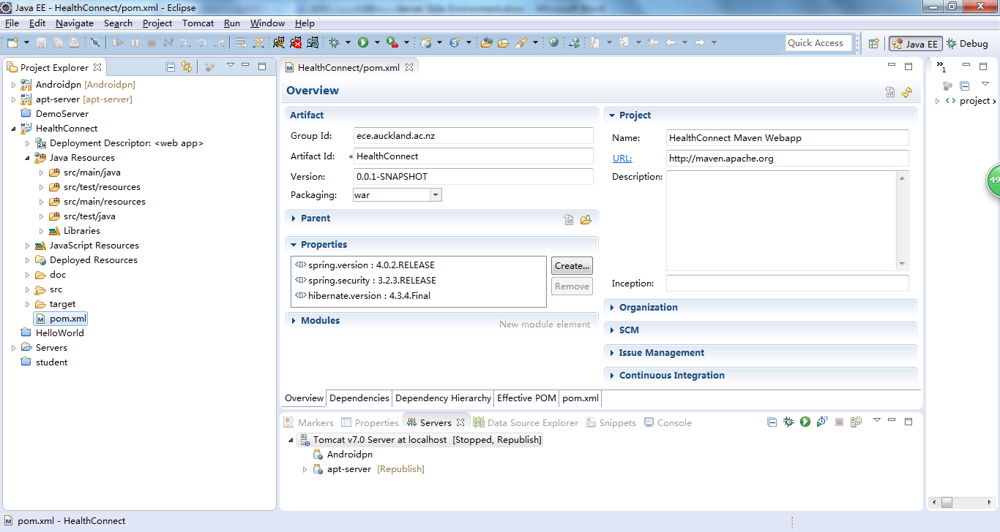 Java EE - HealthConnect/pom.xml - Eclipse
File Edit Navigate Search Project Tomcat Run Window Help
Quick Access
Java EE
Debug
Project Explorer
Androidpn [Androidpn]
apt-server [apt-server]
DemoServer
HealthConnect
Deployment Descriptor: <web app>
Java Resources
src/main/java
src/test/resources
src/main/resources
src/test/java
Libraries
JavaScript Resources
Deployed Resources
doc
src
target
pom.xml
HelloWorld
Servers
student
HealthConnect/pom.xml
Overview
Artifact
Group Id: ece.auckland.ac.nz
Artifact Id: * HealthConnect
Version: 0.0.1-SNAPSHOT
Packaging: war
Parent
Properties
spring.version : 4.0.2.RELEASE
spring.security : 3.2.3.RELEASE
hibernate.version : 4.3.4.Final
Create...
Remove
Modules
New module element
Project
Name: HealthConnect Maven Webapp
URL: http://maven.apache.org
Description:
Inception:
Organization
SCM
Issue Management
Continuous Integration
Overview Dependencies Dependency Hierarchy Effective POM pom.xml
Markers Properties Servers Data Source Explorer Snippets Console
Tomcat v7.0 Server at localhost [Stopped, Republish]
Androidpn
apt-server [Republish]
»1
project
49
pom.xml - HealthConnect